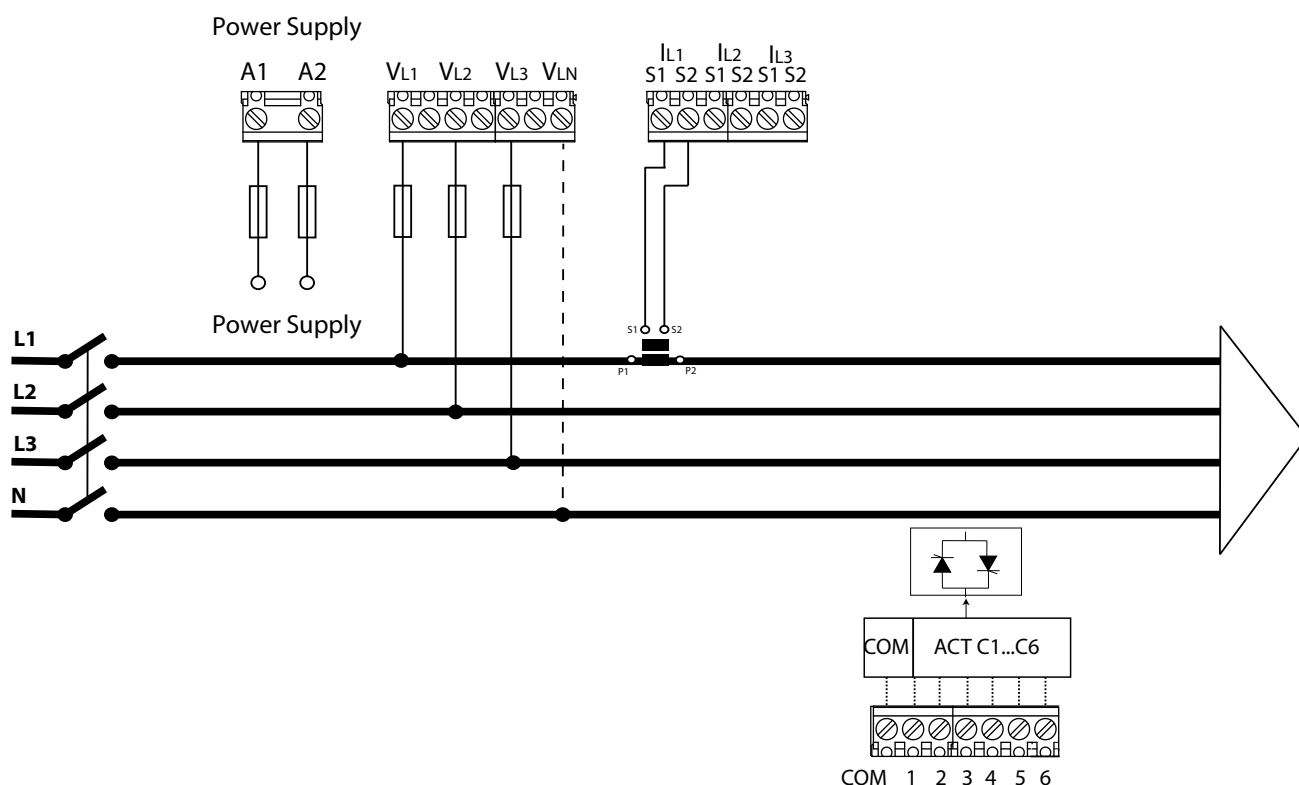 Power Supply
A1 A2
VL1 VL2 VL3 VLN
IL1 IL2 IL3
S1 S2 S1 S2 S1 S2
Power Supply
S1 S2
L1
P1 P2
L2
L3
N
COM ACT C1...C6
COM 1 2 3 4 5 6